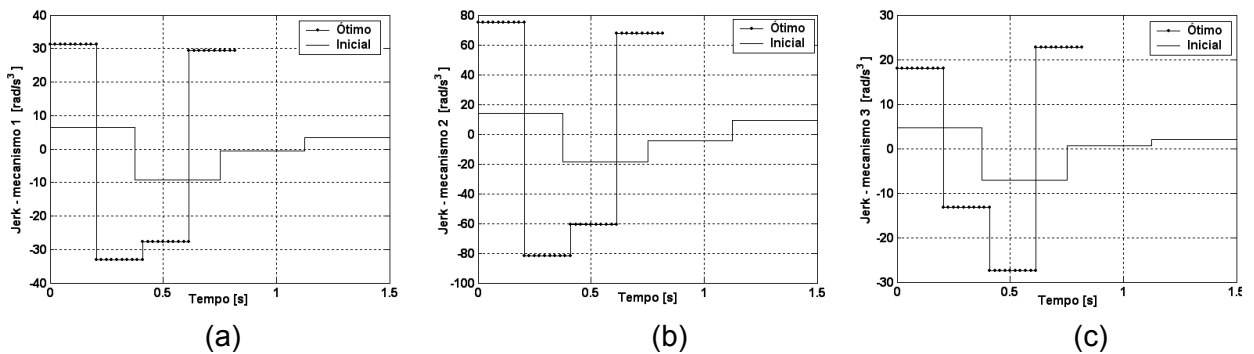 Jerk - mecanismo 1 [rad/s³]
40
30
20
10
0
-10
-20
-30
-40
0
0.5
1
1.5
Tempo [s]
Ótimo
Inicial
(a)
Jerk - mecanismo 2 [rad/s³]
80
60
40
20
0
-20
-40
-60
-80
-100
0
0.5
1
1.5
Tempo [s]
Ótimo
Inicial
(b)
Jerk - mecanismo 3 [rad/s³]
30
20
10
0
-10
-20
-30
0
0.5
1
1.5
Tempo [s]
Ótimo
Inicial
(c)